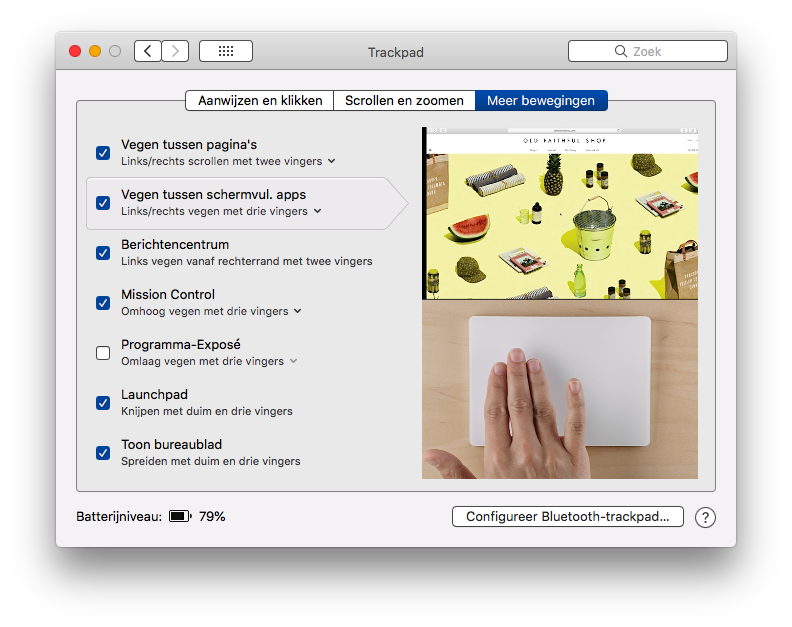 Trackpad
Zoek
Aanwijzen en klikken
Scrollen en zoomen
Meer bewegingen
Vegen tussen pagina's
Links/rechts scrollen met twee vingers
Vegen tussen schermvul. apps
Links/rechts vegen met drie vingers
Berichtencentrum
Links vegen vanaf rechterrand met twee vingers
Mission Control
Omhoog vegen met drie vingers
Programma-Exposé
Omlaag vegen met drie vingers
Launchpad
Knijpen met duim en drie vingers
Toon bureaublad
Spreiden met duim en drie vingers
OLD FAITHFUL SHOP
Batterijniveau: 79%
Configureer Bluetooth-trackpad...
?